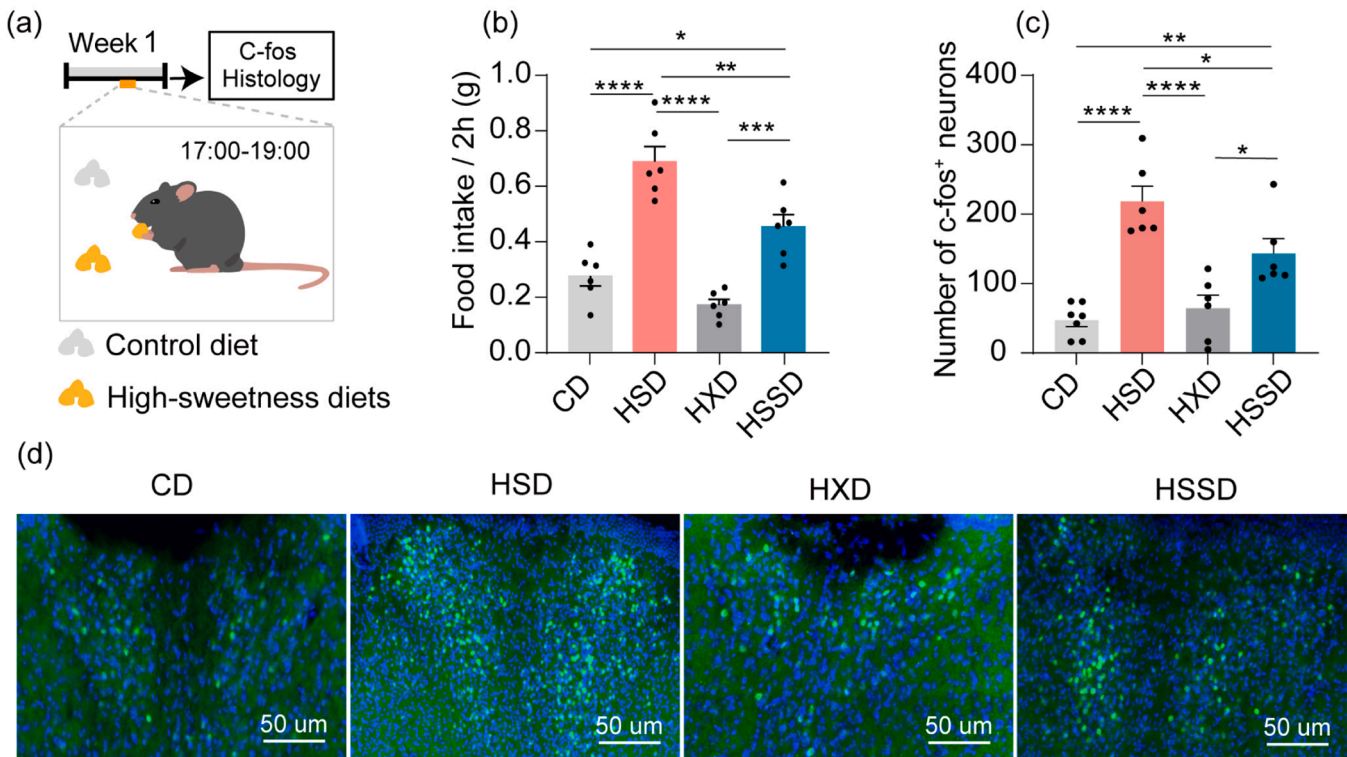 (a)
Week 1
C-fos
Histology
17:00-19:00
Control diet
High-sweetness diets
(b)
*
**
****
****
***
Food intake / 2h (g)
1.0
0.8
0.6
0.4
0.2
0.0
CD
HSD
HXD
HSSD
(c)
**
*
****
****
*
Number of c-fos⁺ neurons
400
300
200
100
0
CD
HSD
HXD
HSSD
(d)
CD
HSD
HXD
HSSD
50 um
50 um
50 um
50 um